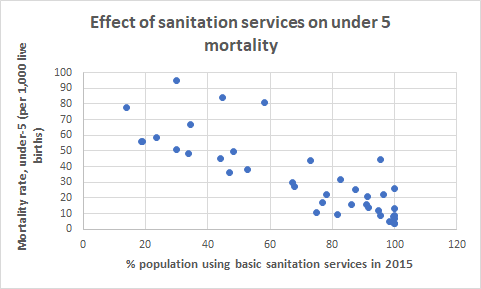 Effect of sanitation services on under 5
mortality
Mortality rate, under-5 (per 1,000 live
births)
100
90
80
70
60
50
40
30
20
10
0
0 20 40 60 80 100 120
% population using basic sanitation services in 2015